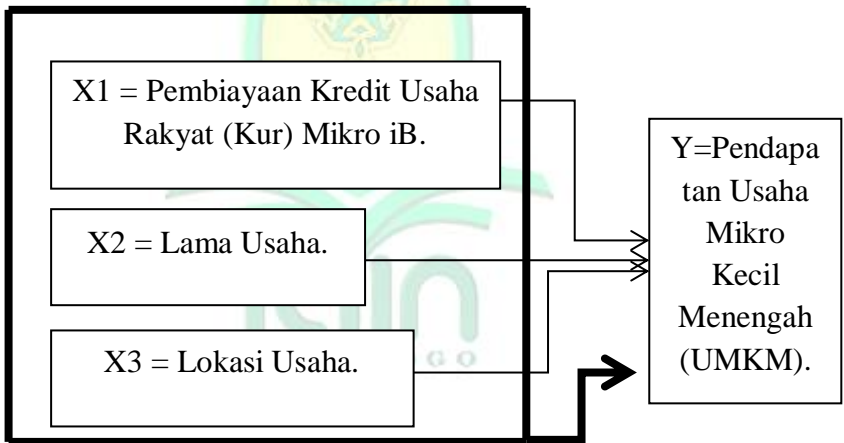 X1 = Pembiayaan Kredit Usaha
Rakyat (Kur) Mikro iB.
X2 = Lama Usaha.
X3 = Lokasi Usaha.
Y=Pendapa
tan Usaha
Mikro
Kecil
Menengah
(UMKM).